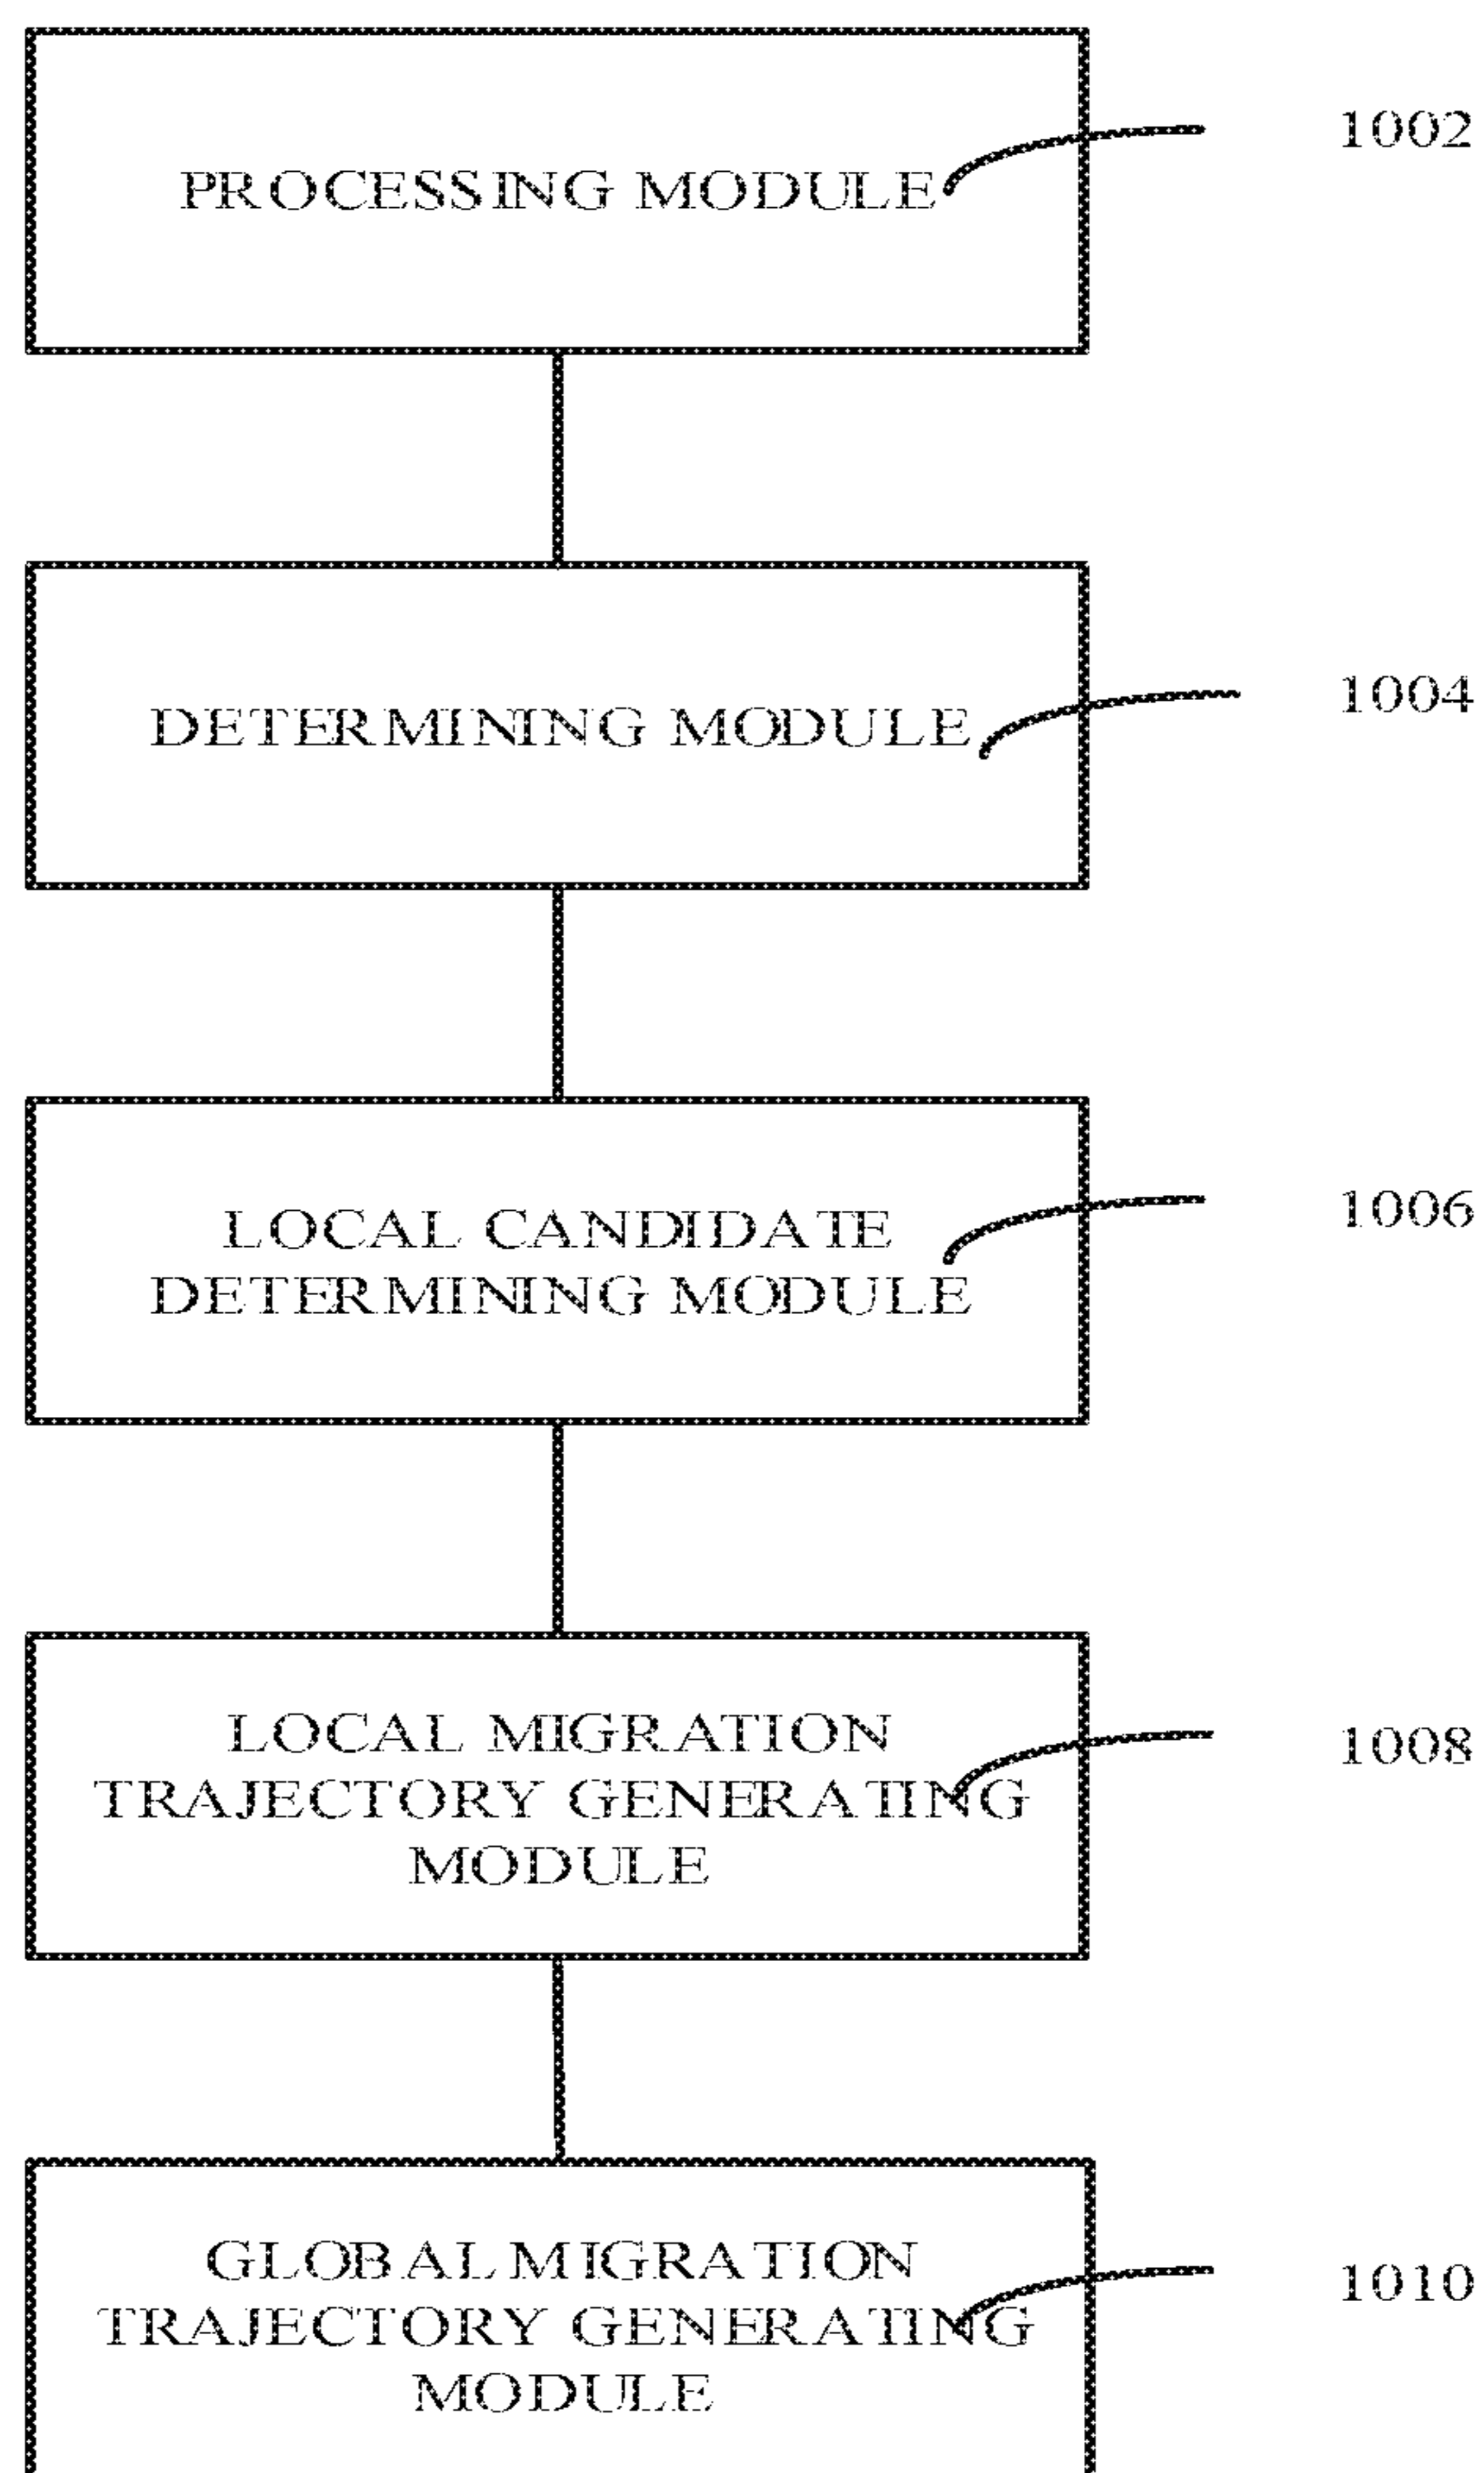 PROCESSING MODULE
1002
DETERMINING MODULE
1004
LOCAL CANDIDATE
DETERMINING MODULE
1006
LOCAL MIGRATION
TRAJECTORY GENERATING
MODULE
1008
GLOBAL MIGRATION
TRAJECTORY GENERATING
MODULE
1010